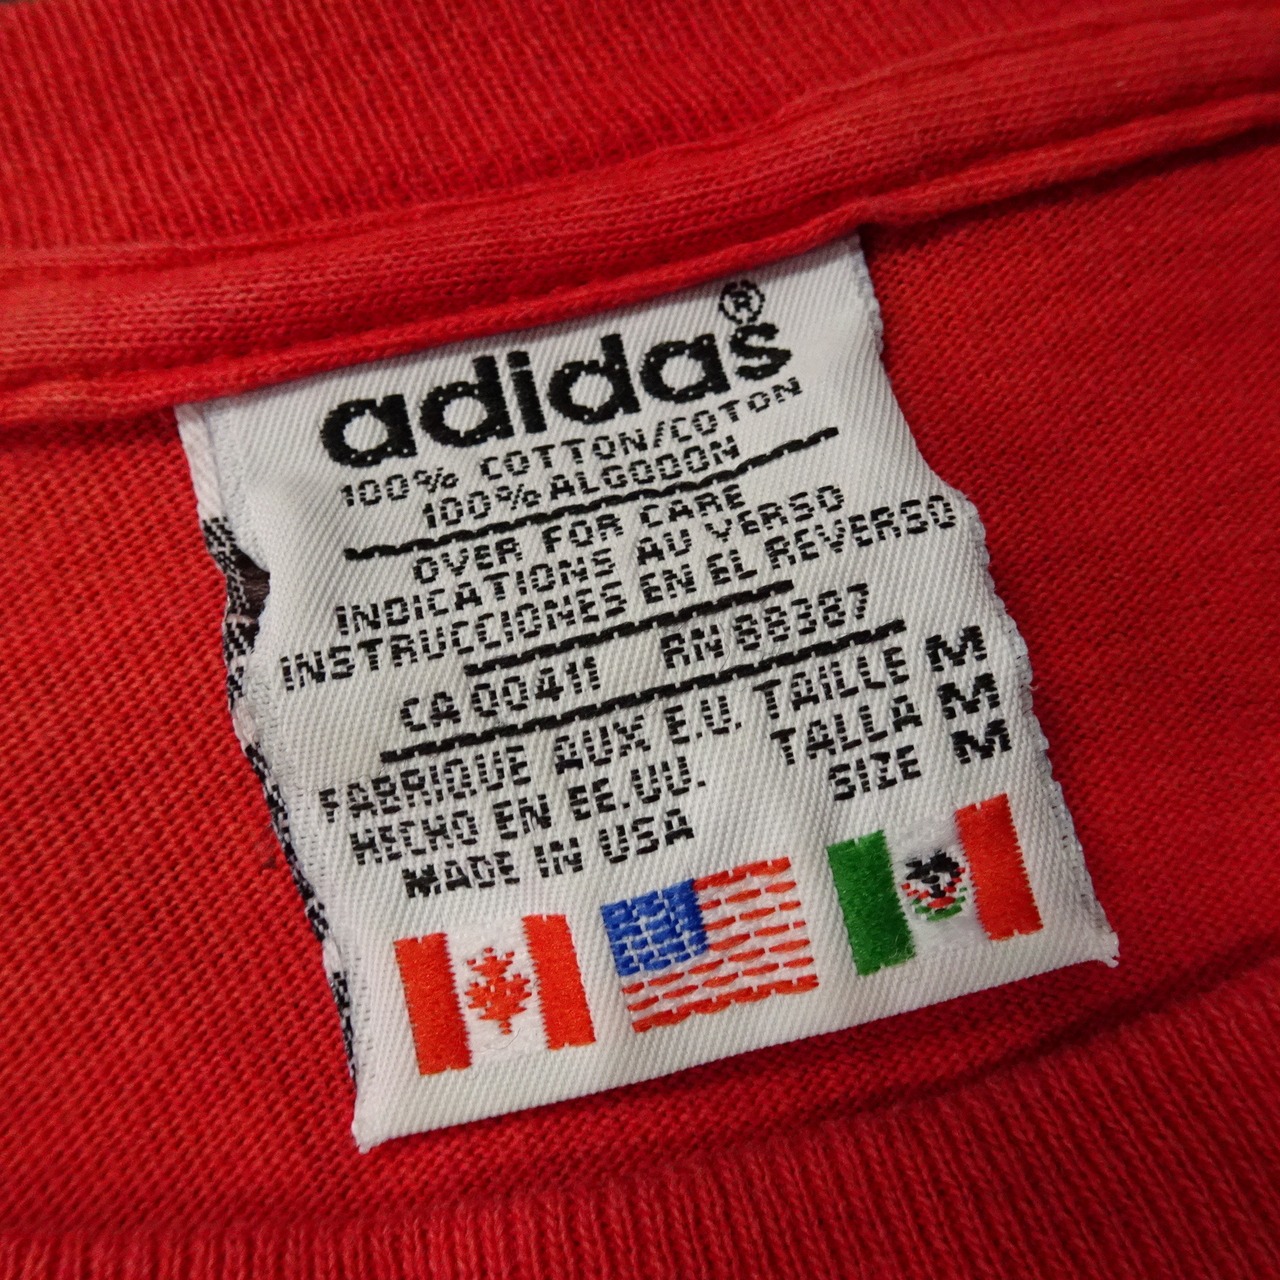 adidas®
100% COTTON/COTON
100% ALGODON
OVER FOR CARE
INDICATIONS AU VERSO
INSTRUCCIONES EN EL REVERSO
CA 00411 RN 88387
FABRIQUE AUX E.U. TAILLE M
HECHO EN EE.UU. TALLA M
MADE IN USA SIZE M